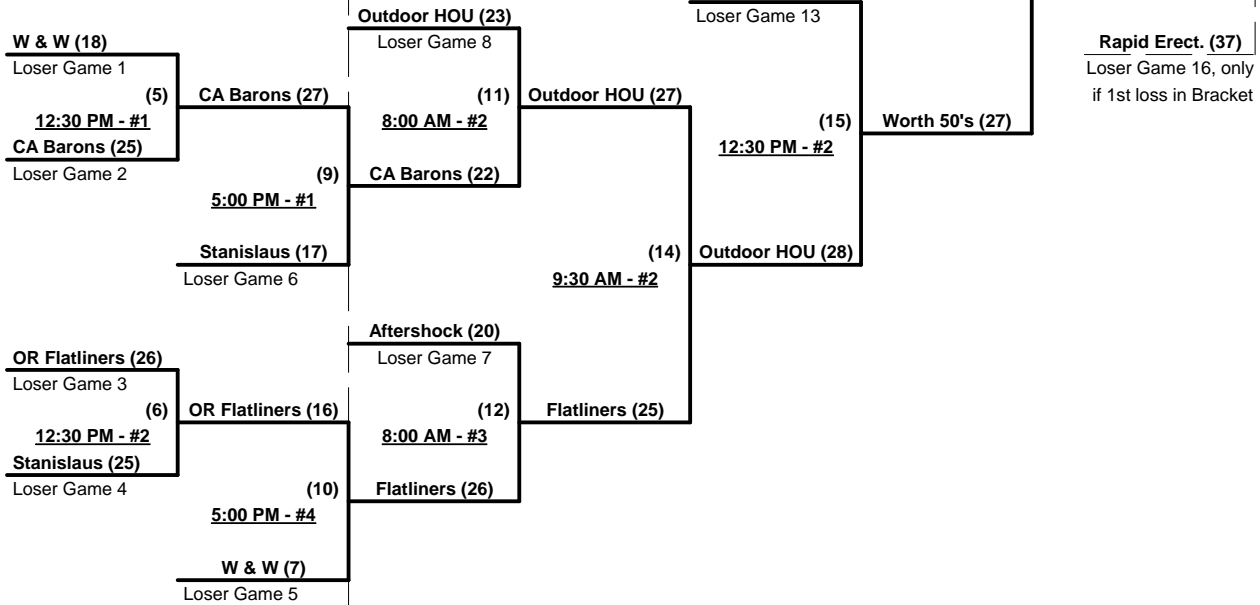 Outdoor HOU (23)
Loser Game 8
Loser Game 13
W & W (18)
Loser Game 1
Rapid Erect. (37)
Loser Game 16, only
if 1st loss in Bracket
(5)
12:30 PM - #1
CA Barons (27)
(11)
8:00 AM - #2
Outdoor HOU (27)
(15)
12:30 PM - #2
Worth 50's (27)
CA Barons (25)
Loser Game 2
(9)
5:00 PM - #1
CA Barons (22)
Stanislaus (17)
Loser Game 6
(14)
9:30 AM - #2
Outdoor HOU (28)
Aftershock (20)
Loser Game 7
OR Flatliners (26)
Loser Game 3
(6)
12:30 PM - #2
OR Flatliners (16)
(12)
8:00 AM - #3
Flatliners (25)
Stanislaus (25)
Loser Game 4
(10)
5:00 PM - #4
Flatliners (26)
W & W (7)
Loser Game 5